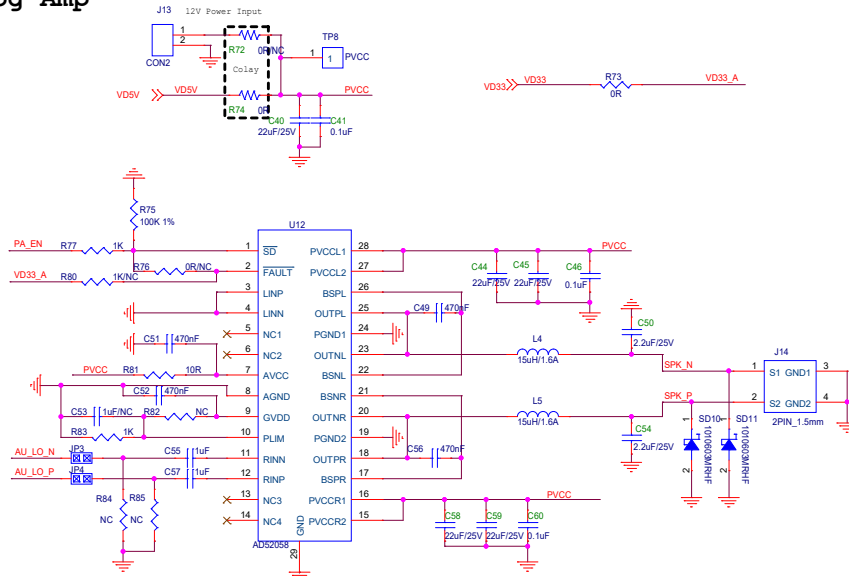 Amp
J13
12V Power Input
1
2
CON2
R72
0R/NC
TP8
1
1
PVCC
Colay
VD5V
VD5V
R74
0R
PVCC
C40
C41
22uF/25V
0.1uF
VD33
VD33
R73
0R
VD33_A
R75
100K 1%
U12
PA_EN
R77
1K
1
SD
PVCCL1
28
PVCC
R76
0R/NC
2
FAULT
PVCCL2
27
VD33_A
R80
1K/NC
C44
C45
C46
22uF/25V
22uF/25V
0.1uF
3
LINP
BSPL
26
4
LINN
OUTPL
25
C49
470nF
5
NC1
PGND1
24
C51
470nF
6
NC2
OUTNL
23
L4
15uH/1.6A
C50
2.2uF/25V
PVCC
R81
10R
7
AVCC
BSNL
22
SPK_N
J14
1
S1
GND1
3
2
S2
GND2
4
2PIN_1.5mm
C52
470nF
8
AGND
BSNR
21
L5
15uH/1.6A
SPK_P
C53
1uF/NC
R82
NC
9
GVDD
OUTNR
20
R83
1K
10
PLIM
PGND2
19
C54
2.2uF/25V
SD10
1
2
SD11
1
2
AU_LO_N
JP3
C55
1uF
11
RINN
OUTPR
18
C56
470nF
AU_LO_P
JP4
C57
1uF
12
RINP
BSPR
17
13
NC3
PVCCR1
16
PVCC
14
NC4
PVCCR2
15
R84
R85
NC
NC
GND
29
AD52058
C58
C59
C60
22uF/25V
22uF/25V
0.1uF